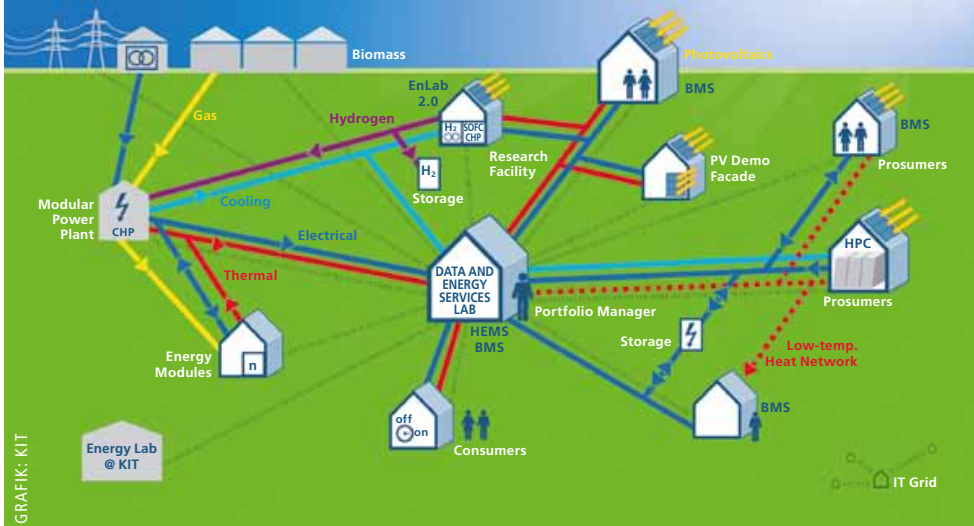 Biomass
Photovoltaics
EnLab
2.0
BMS
Gas
Hydrogen
H₂
SOFC
CHP
BMS
Prosumers
Research
Facility
PV Demo
Facade
H₂
Storage
Modular
Power
Plant
CHP
Cooling
Electrical
Thermal
DATA AND
ENERGY
SERVICES
LAB
HPC
Prosumers
Portfolio Manager
HEMS
BMS
Storage
Low-temp.
Heat Network
Energy
Modules
n
BMS
off
on
Consumers
Energy Lab
@ KIT
IT Grid
GRAFIK: KIT